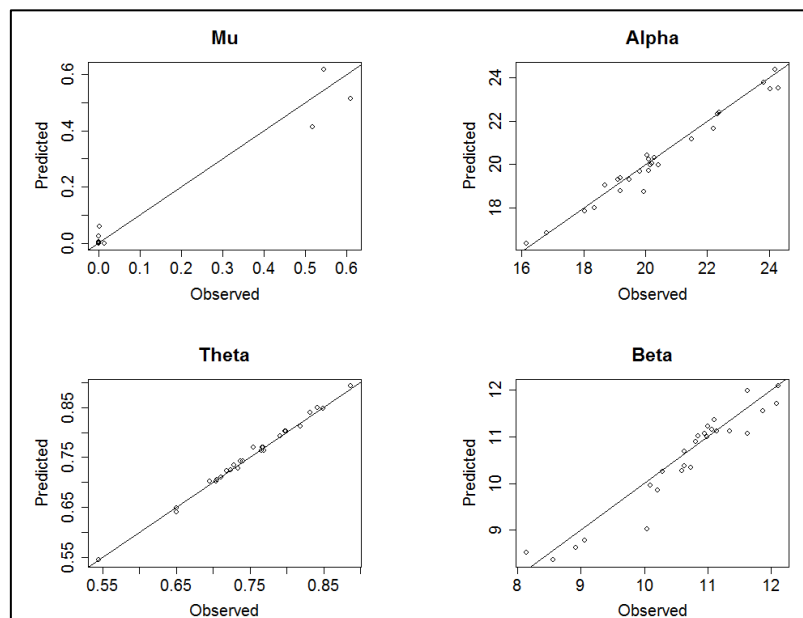 Mu
Predicted
0.0 0.2 0.4 0.6
0.0 0.1 0.2 0.3 0.4 0.5 0.6
Observed
Alpha
Predicted
18 20 22 24
16 18 20 22 24
Observed
Theta
Predicted
0.55 0.65 0.75 0.85
0.55 0.65 0.75 0.85
Observed
Beta
Predicted
9 10 11 12
8 9 10 11 12
Observed